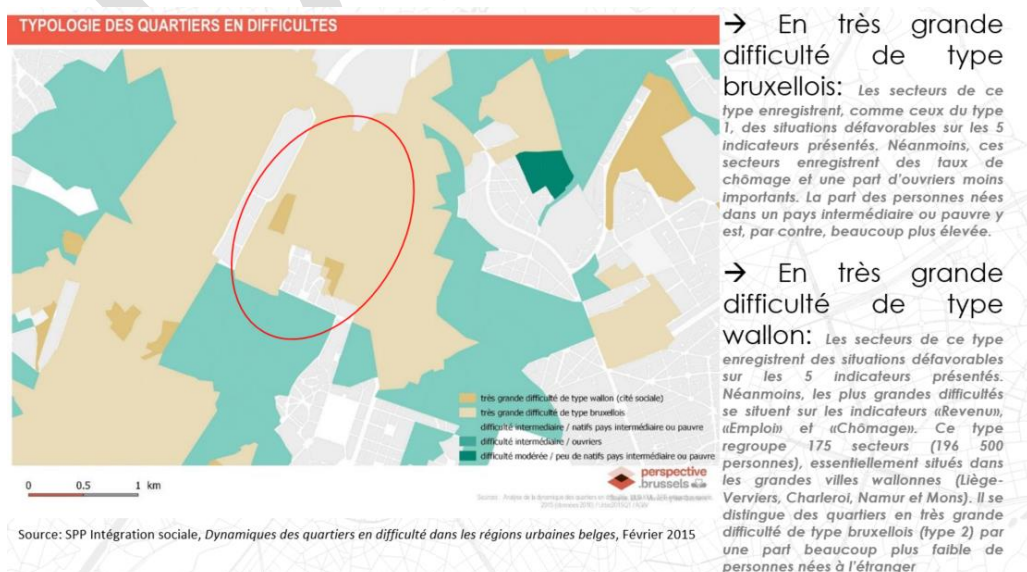 TYPOLOGIE DES QUARTIERS EN DIFFICULTES
très grande difficulté de type wallon (cité sociale)
très grande difficulté de type bruxellois
difficulté intermediaire / natifs pays intermédiaire ou pauvre
difficulté intermédiaire / ouvriers
difficulté modérée / peu de natifs pays intermédiaire ou pauvre
perspective
.brussels
0 0.5 1 km
Source: SPP Intégration sociale, Dynamiques des quartiers en difficulté dans les régions urbaines belges, Février 2015
→ En très grande
difficulté de type
bruxellois: Les secteurs de ce
type enregistrent, comme ceux du type
1, des situations défavorables sur les 5
indicateurs présentés. Néanmoins, ces
secteurs enregistrent des taux de
chômage et une part d'ouvriers moins
importants. La part des personnes nées
dans un pays intermédiaire ou pauvre y
est, par contre, beaucoup plus élevée.
→ En très grande
difficulté de type
wallon: Les secteurs de ce type
enregistrent des situations défavorables
sur les 5 indicateurs présentés.
Néanmoins, les plus grandes difficultés
se situent sur les indicateurs «Revenu»,
«Emploi» et «Chômage». Ce type
regroupe 175 secteurs (196 500
personnes), essentiellement situés dans
les grandes villes wallonnes (Liège-
Verviers, Charleroi, Namur et Mons). Il se
distingue des quartiers en très grande
difficulté de type bruxellois (type 2) par
une part beaucoup plus faible de
personnes nées à l'étranger